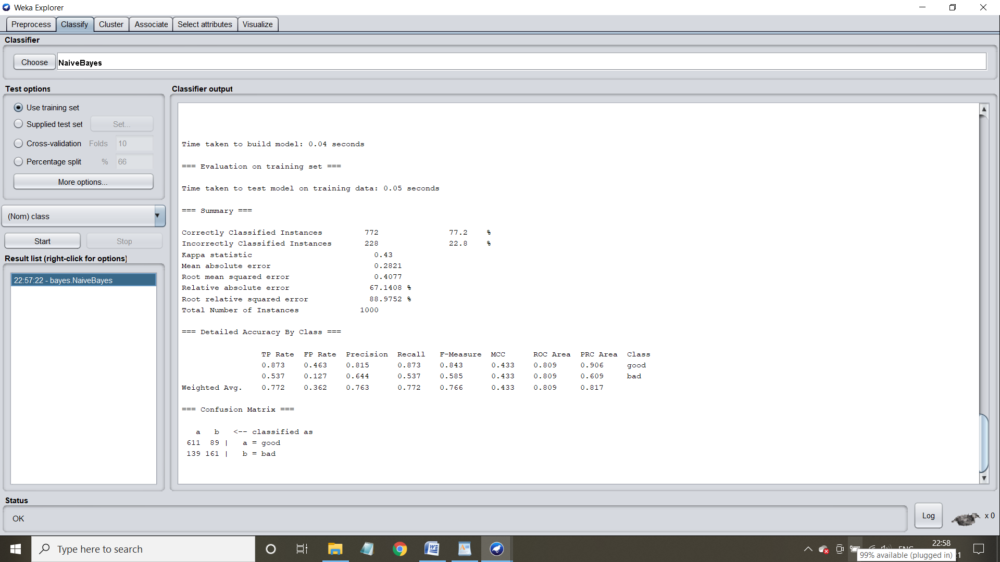 Weka Explorer
Preprocess Classify Cluster Associate Select attributes Visualize
Classifier
Choose NaiveBayes
Test options
Use training set
Supplied test set Set...
Cross-validation Folds 10
Percentage split % 66
More options...
(Nom) class
Start Stop
Result list (right-click for options)
22:57:22 - bayes.NaiveBayes
Classifier output
Time taken to build model: 0.04 seconds
=== Evaluation on training set ===
Time taken to test model on training data: 0.05 seconds
=== Summary ===
Correctly Classified Instances 772 77.2 %
Incorrectly Classified Instances 228 22.8 %
Kappa statistic 0.43
Mean absolute error 0.2821
Root mean squared error 0.4077
Relative absolute error 67.1408 %
Root relative squared error 88.9752 %
Total Number of Instances 1000
=== Detailed Accuracy By Class ===
TP Rate FP Rate Precision Recall F-Measure MCC ROC Area PRC Area Class
0.873 0.463 0.815 0.873 0.843 0.433 0.809 0.906 good
0.537 0.127 0.644 0.537 0.585 0.433 0.809 0.609 bad
Weighted Avg. 0.772 0.362 0.763 0.772 0.766 0.433 0.809 0.817
=== Confusion Matrix ===
a b <-- classified as
611 89 | a = good
139 161 | b = bad
Status
OK
Log
x 0
Type here to search
22:58
99% available (plugged in)